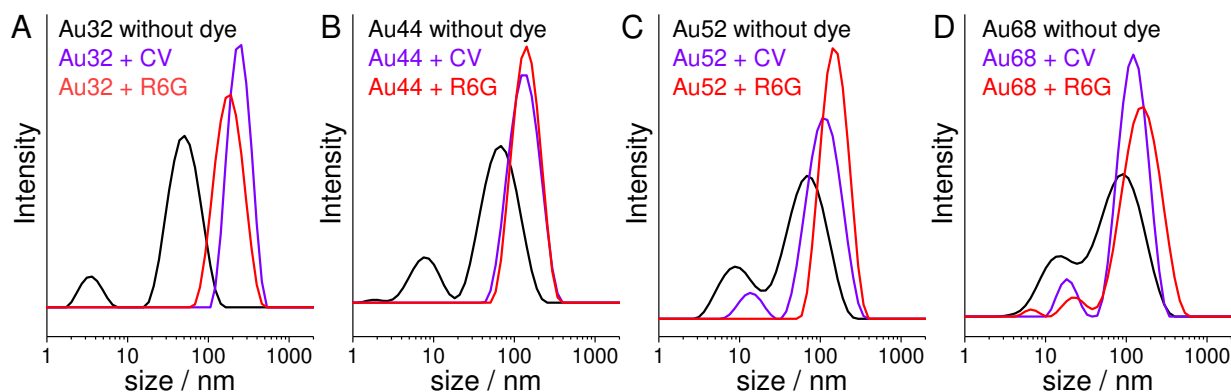 A
Au32 without dye
Au32 + CV
Au32 + R6G
Intensity
1 10 100 1000
size / nm
B
Au44 without dye
Au44 + CV
Au44 + R6G
Intensity
1 10 100 1000
size / nm
C
Au52 without dye
Au52 + CV
Au52 + R6G
Intensity
1 10 100 1000
size / nm
D
Au68 without dye
Au68 + CV
Au68 + R6G
Intensity
1 10 100 1000
size / nm